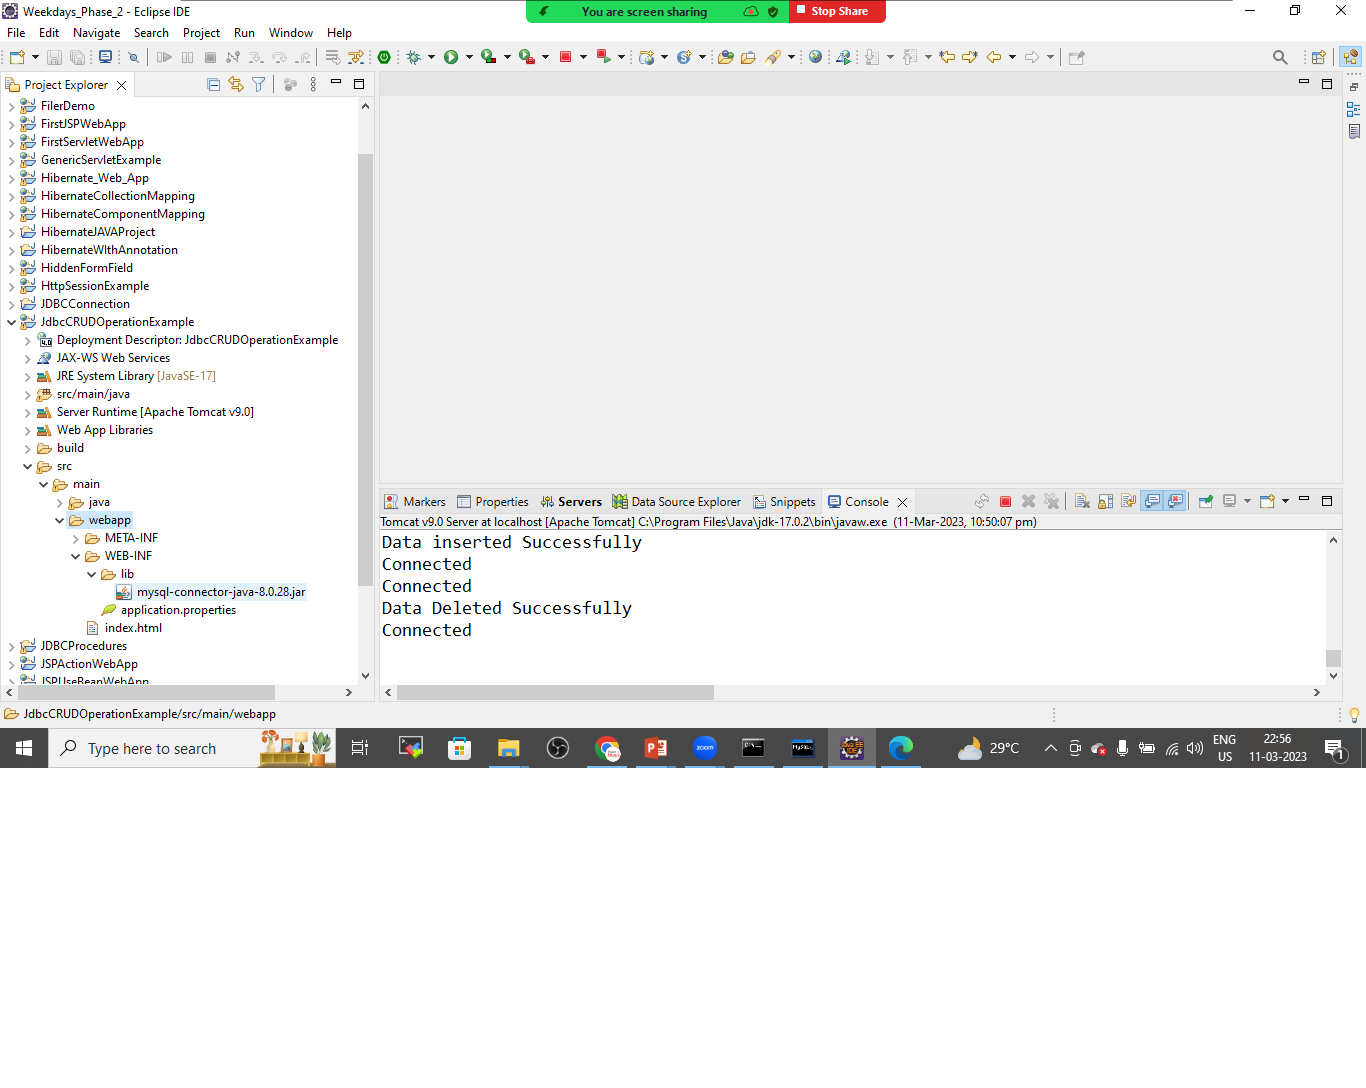 Weekdays_Phase_2 - Eclipse IDE
You are screen sharing
Stop Share
File Edit Navigate Search Project Run Window Help
Project Explorer
FilerDemo
FirstJSPWebApp
FirstServletWebApp
GenericServletExample
Hibernate_Web_App
HibernateCollectionMapping
HibernateComponentMapping
HibernateJAVAProject
HibernateWIthAnnotation
HiddenFormField
HttpSessionExample
JDBCConnection
JdbcCRUDOperationExample
Deployment Descriptor: JdbcCRUDOperationExample
JAX-WS Web Services
JRE System Library [JavaSE-17]
src/main/java
Server Runtime [Apache Tomcat v9.0]
Web App Libraries
build
src
main
java
webapp
META-INF
WEB-INF
lib
mysql-connector-java-8.0.28.jar
application.properties
index.html
JDBCProcedures
JSPActionWebApp
JSPUseBeanWebApp
Markers Properties Servers Data Source Explorer Snippets Console
Tomcat v9.0 Server at localhost [Apache Tomcat] C:\Program Files\Java\jdk-17.0.2\bin\javaw.exe (11-Mar-2023, 10:50:07 pm)
Data inserted Successfully
Connected
Connected
Data Deleted Successfully
Connected
JdbcCRUDOperationExample/src/main/webapp
Type here to search
zoom
29°C
ENG
US
22:56
11-03-2023
1